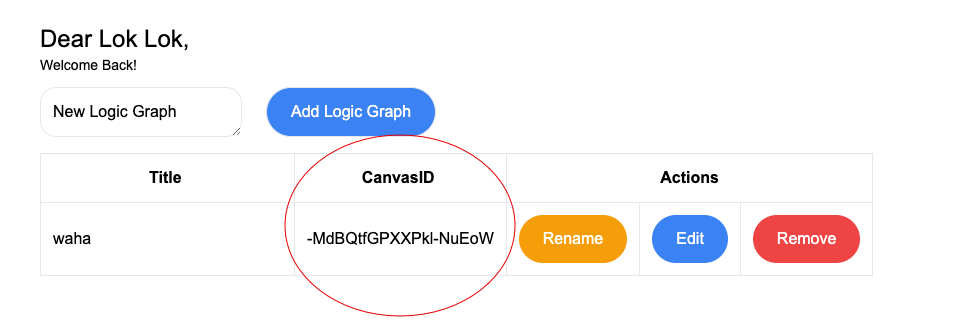 Dear Lok Lok,
Welcome Back!
New Logic Graph Add Logic Graph
Title CanvasID Actions
waha -MdBQtfGPXXPkl-NuEoW Rename Edit Remove